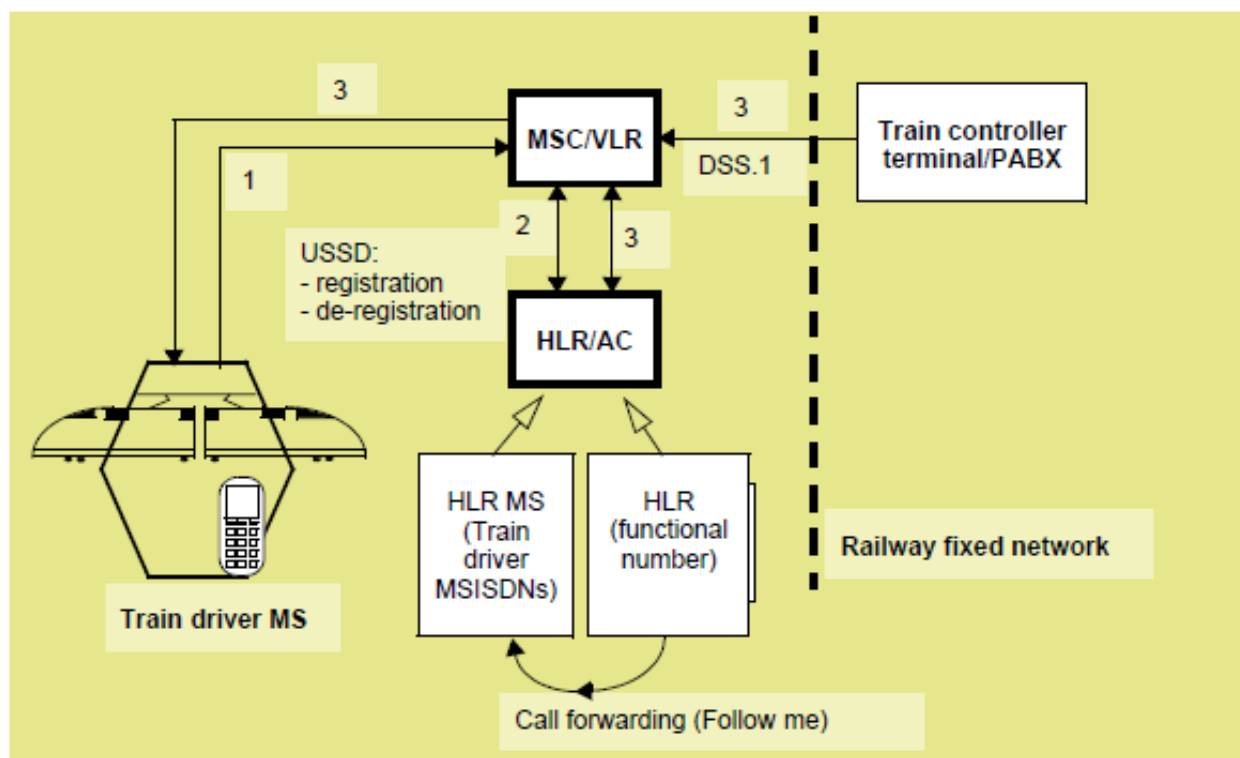 3
MSC/VLR
3
DSS.1
Train controller
terminal/PABX
1
2
3
USSD:
- registration
- de-registration
HLR/AC
HLR MS
(Train
driver
MSISDNs)
HLR
(functional
number)
Railway fixed network
Train driver MS
Call forwarding (Follow me)